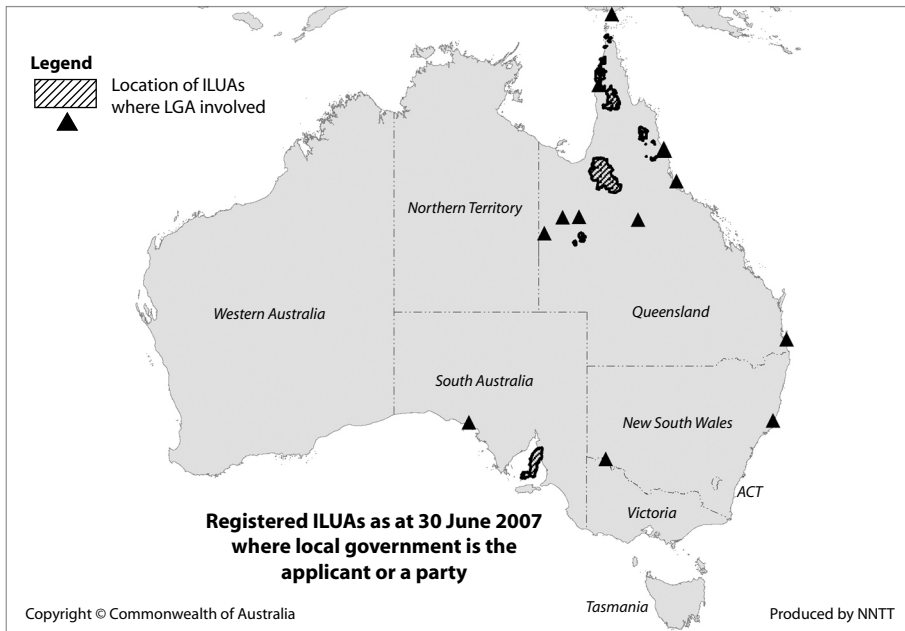 Legend
Location of ILUAs
where LGA involved
Northern Territory
Western Australia
Queensland
South Australia
New South Wales
ACT
Victoria
Registered ILUAs as at 30 June 2007
where local government is the
applicant or a party
Tasmania
Copyright © Commonwealth of Australia
Produced by NNTT